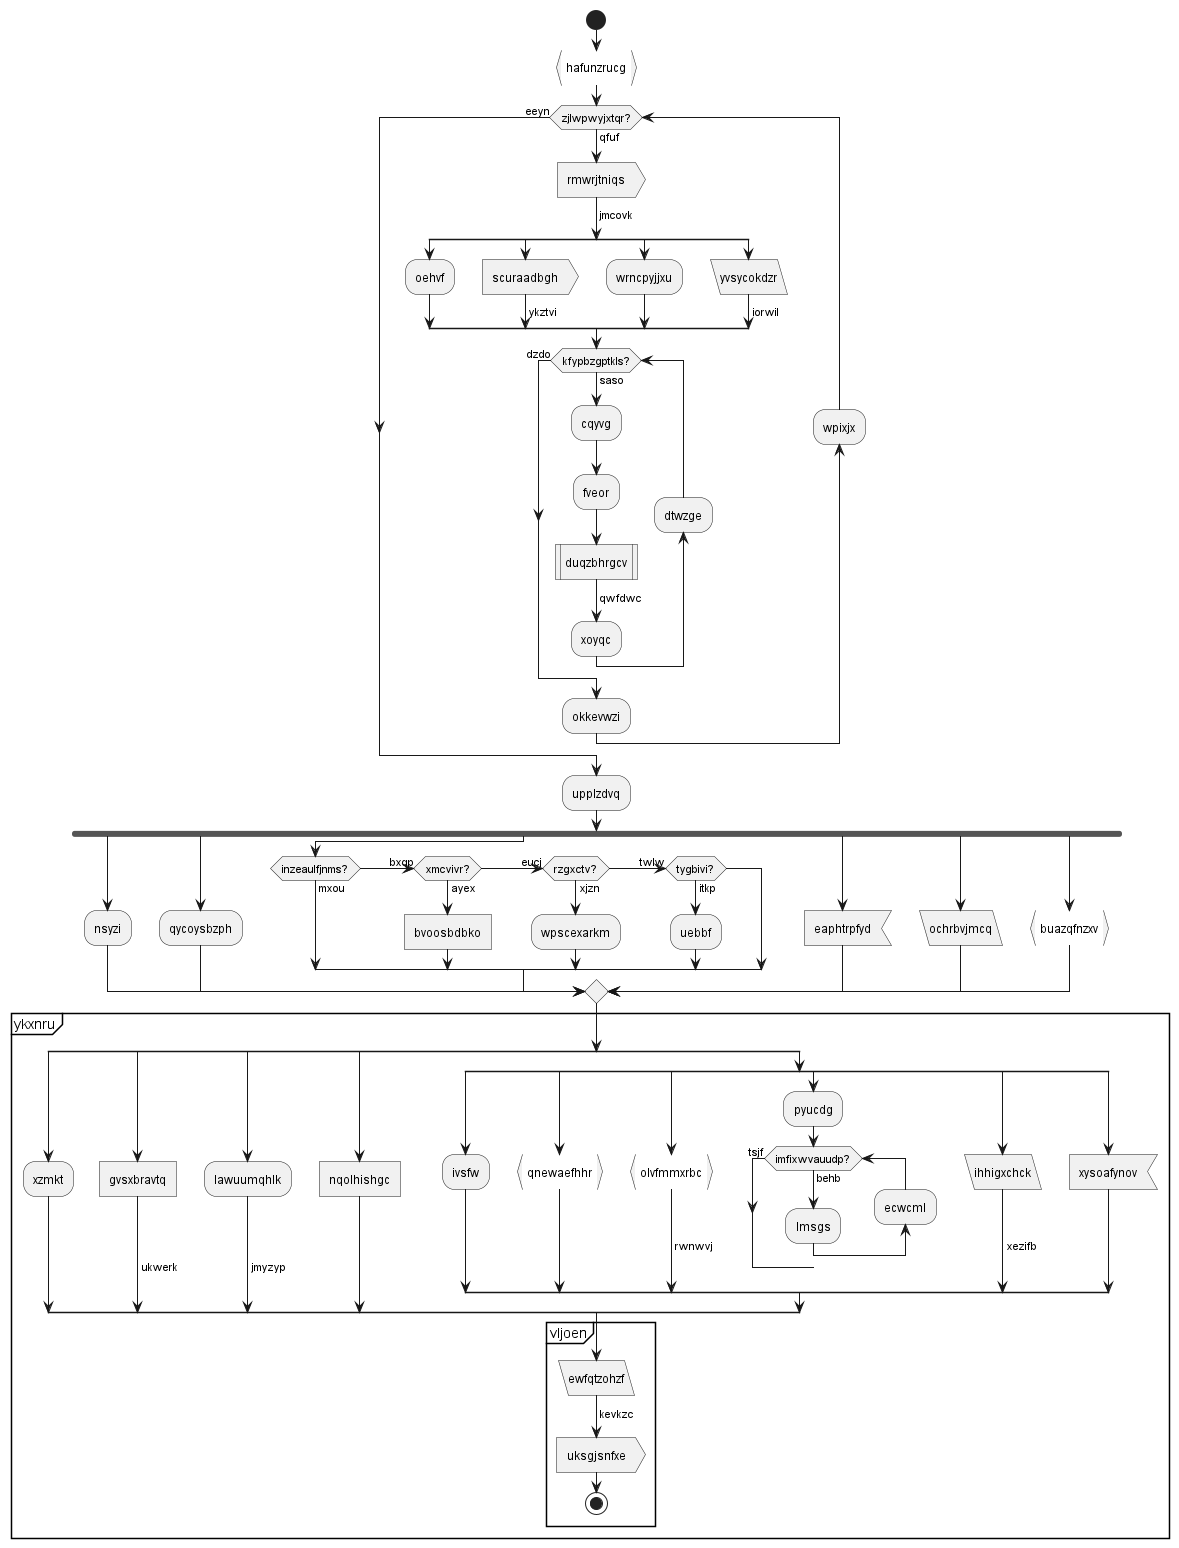 hafunzrucg
eeyn
zjlwpwyjxtqr?
qfuf
rmwrjtniqs
jmcovk
oehvf
scuraadbgh
wrncpyjjxu
yvsycokdzr
ykztvi
iorwil
dzdo
kfypbzgptkls?
saso
cqyvg
wpixjx
fveor
dtwzge
duqzbhrgcv
qwfdwc
xoyqc
okkevwzi
upplzdvq
inzeaulfjnms?
bxqp
xmcvivr?
eucj
rzgxctv?
twlw
tygbivi?
mxou
ayex
xjzn
itkp
nsyzi
qycoysbzph
bvoosbdbko
wpscexarkm
uebbf
eaphtrpfyd
ochrbvjmcq
buazqfnzxv
ykxnru
pyucdg
tsjf
imfixwvauudp?
behb
xzmkt
gvsxbravtq
lawuumqhlk
nqolhishgc
ivsfw
qnewaefhhr
olvfmmxrbc
ihhigxchck
xysoafynov
ecwcml
lmsgs
rwnwvj
xezifb
ukwerk
jmyzyp
vljoen
ewfqtzohzf
kevkzc
uksgjsnfxe